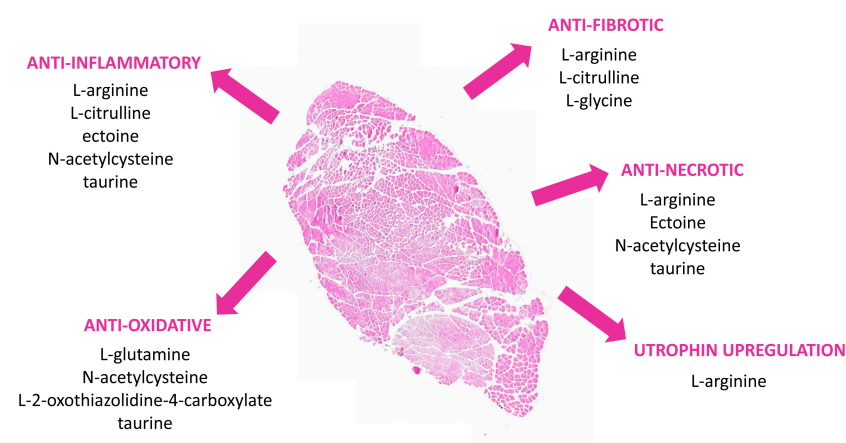 ANTI-INFLAMMATORY
L-arginine
L-citrulline
ectoine
N-acetylcysteine
taurine
ANTI-OXIDATIVE
L-glutamine
N-acetylcysteine
L-2-oxothiazolidine-4-carboxylate
taurine
ANTI-FIBROTIC
L-arginine
L-citrulline
L-glycine
ANTI-NECROTIC
L-arginine
Ectoine
N-acetylcysteine
taurine
UTROPHIN UPREGULATION
L-arginine